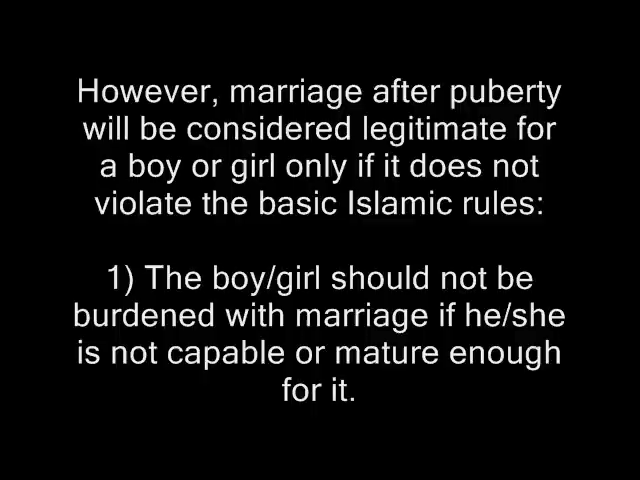 However, marriage after puberty
will be considered legitimate for
a boy or girl only if it does not
violate the basic Islamic rules:
1) The boy/girl should not be
burdened with marriage if he/she
is not capable or mature enough
for it.